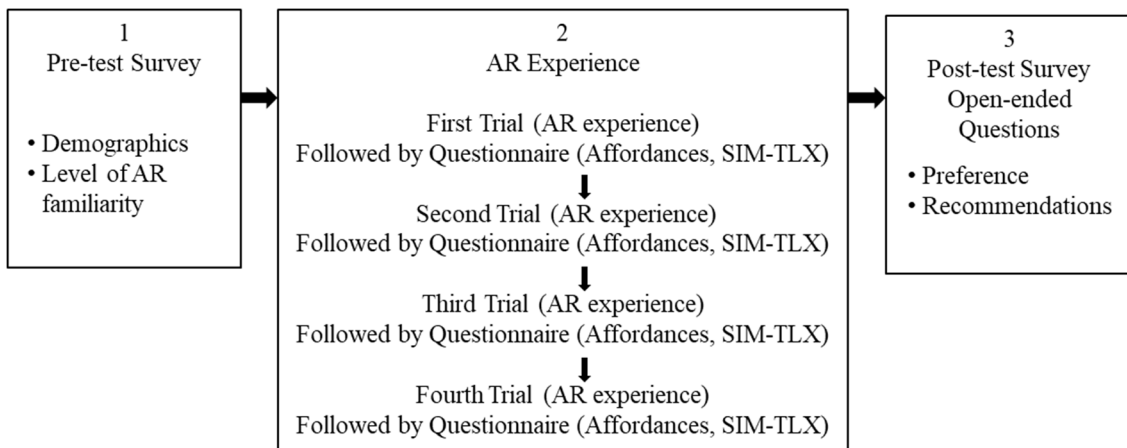 1
Pre-test Survey
• Demographics
• Level of AR
familiarity
2
AR Experience
First Trial (AR experience)
Followed by Questionnaire (Affordances, SIM-TLX)
Second Trial (AR experience)
Followed by Questionnaire (Affordances, SIM-TLX)
Third Trial (AR experience)
Followed by Questionnaire (Affordances, SIM-TLX)
Fourth Trial (AR experience)
Followed by Questionnaire (Affordances, SIM-TLX)
3
Post-test Survey
Open-ended
Questions
• Preference
• Recommendations